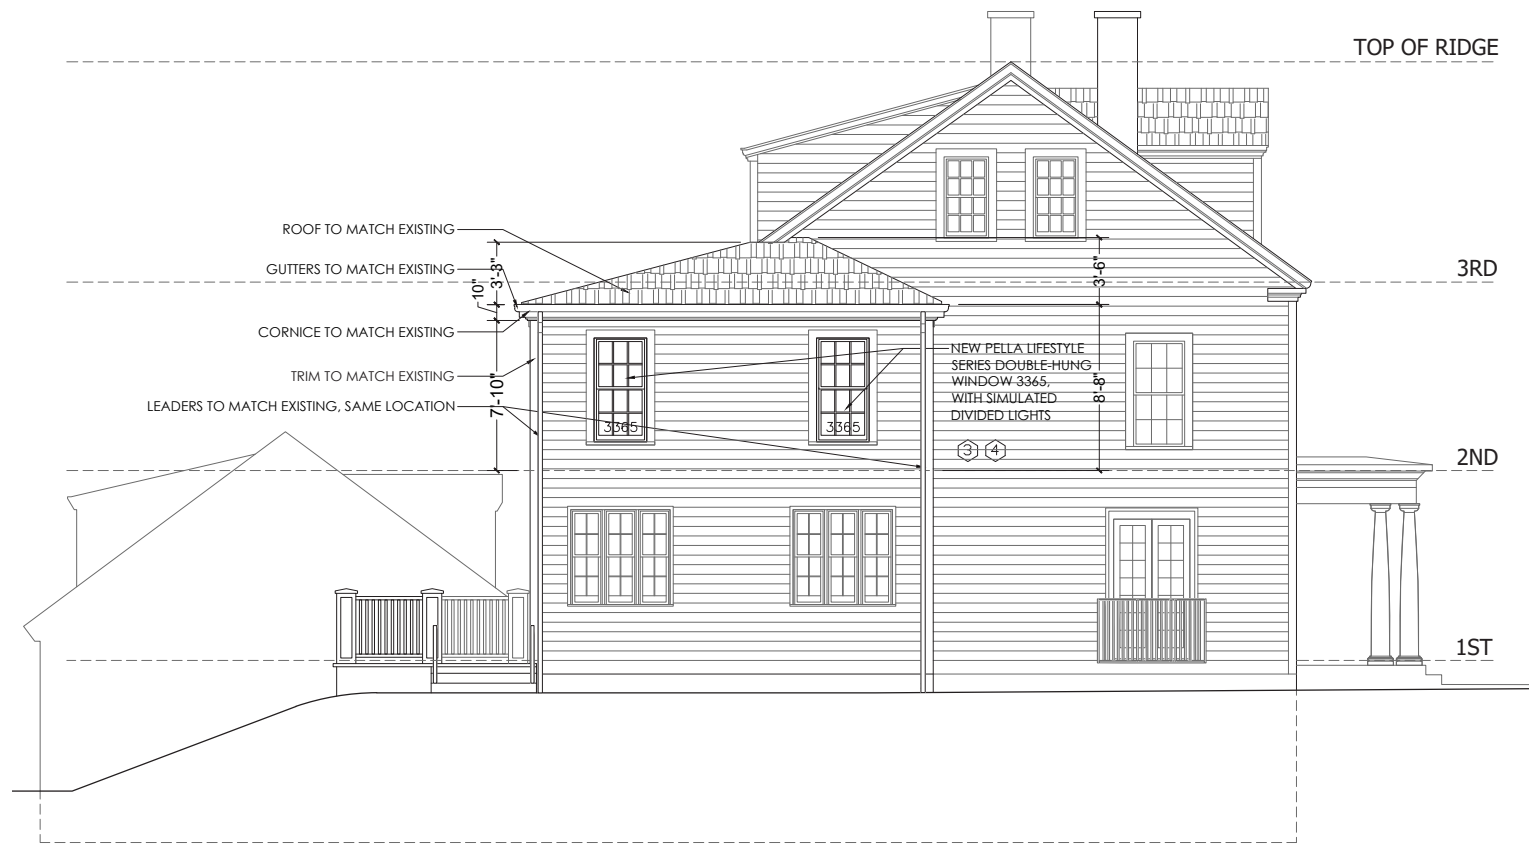 TOP OF RIDGE
ROOF TO MATCH EXISTING
GUTTERS TO MATCH EXISTING
3'-3"
3'-6"
3RD
10"
CORNICE TO MATCH EXISTING
TRIM TO MATCH EXISTING
LEADERS TO MATCH EXISTING, SAME LOCATION
7'-10"
NEW PELLA LIFESTYLE
SERIES DOUBLE-HUNG
WINDOW 3365,
WITH SIMULATED
DIVIDED LIGHTS
8'-8"
3365
3365
3 4
2ND
1ST